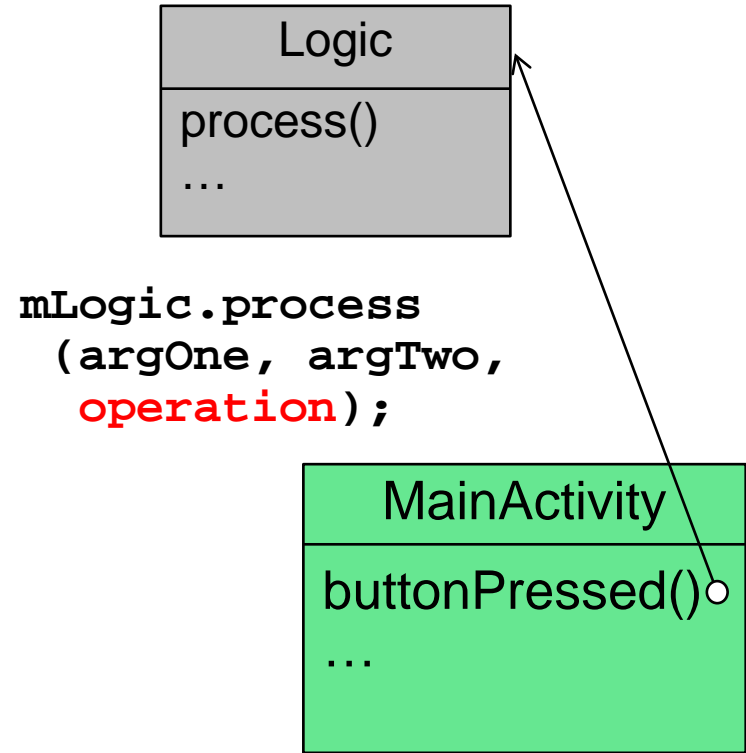 Logic
process()
…
mLogic.process
(argOne, argTwo,
operation);
MainActivity
buttonPressed()
…